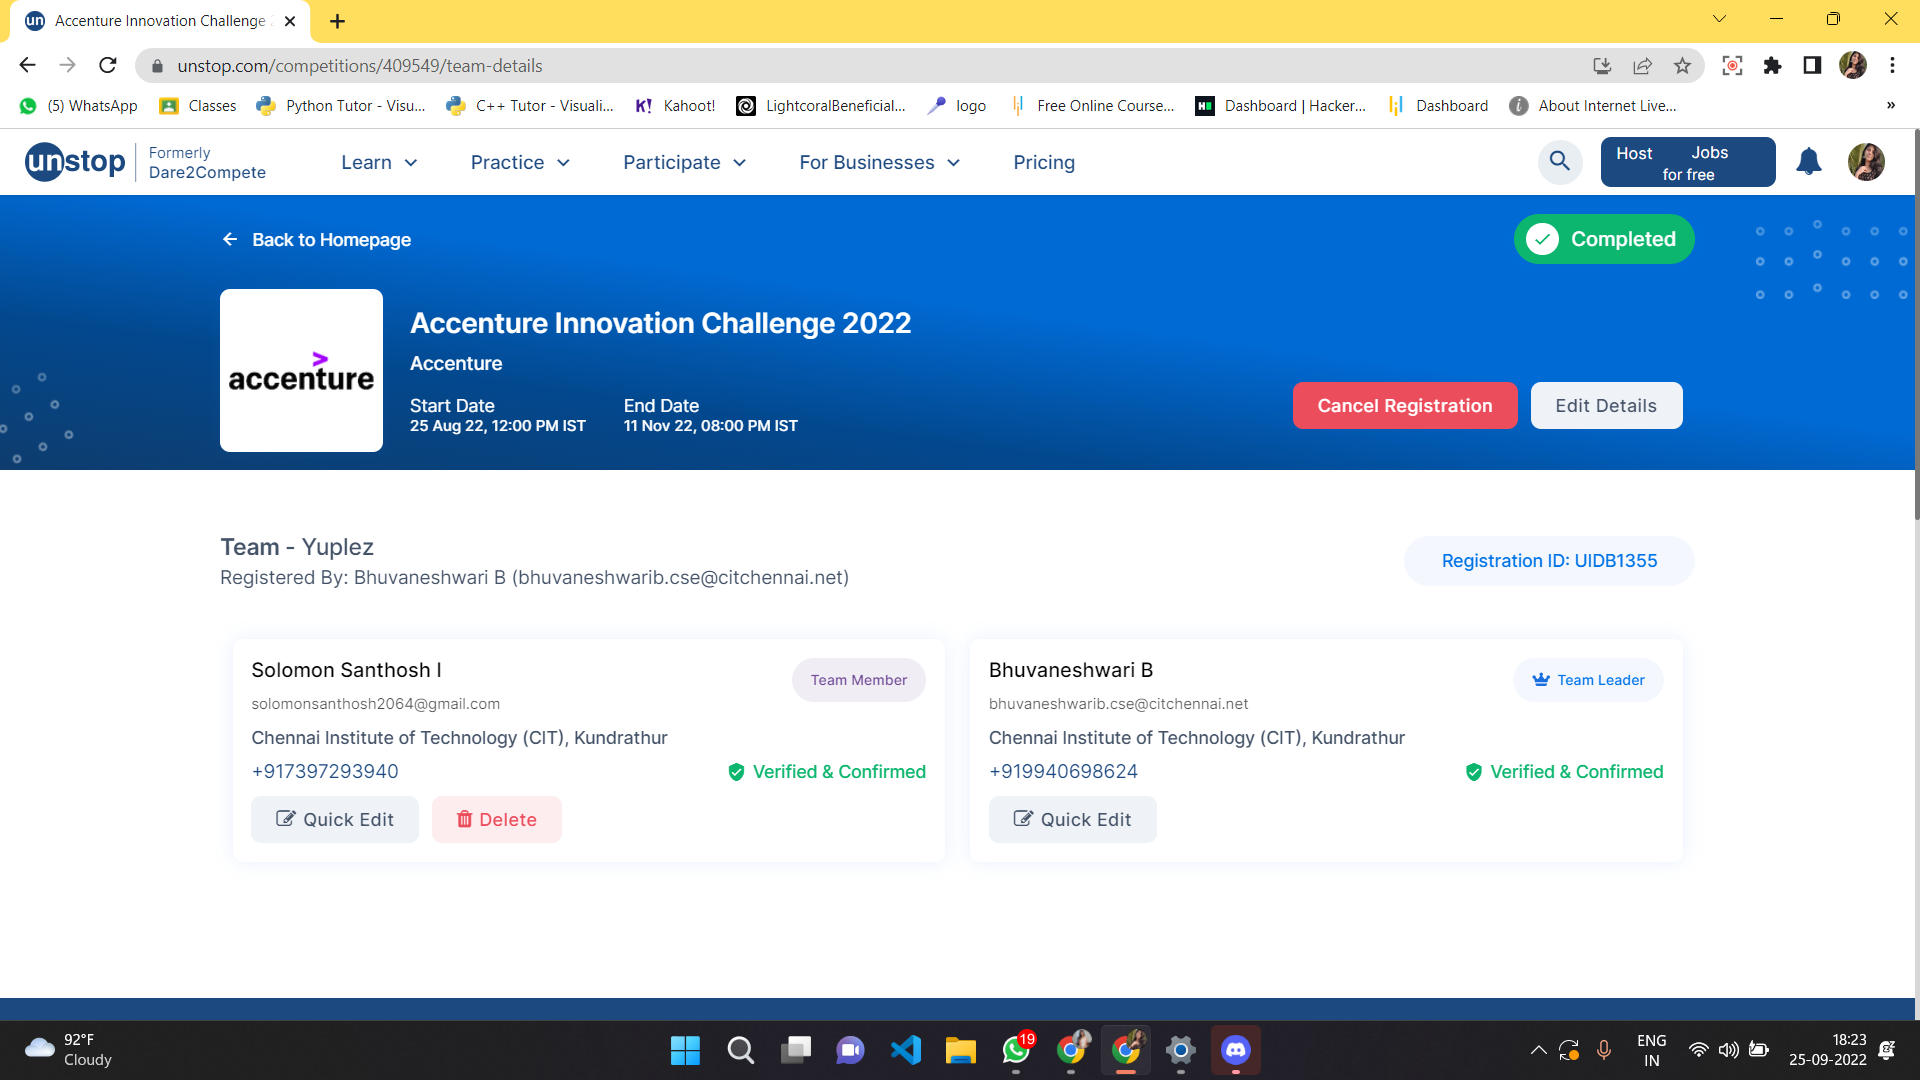 Accenture Innovation Challenge 2
unstop.com/competitions/409549/team-details
(5) WhatsApp
Classes
Python Tutor - Visu...
C++ Tutor - Visuali...
K! Kahoot!
LightcoralBeneficial...
logo
Free Online Course...
Dashboard | Hacker...
Dashboard
About Internet Live...
»
unstop
Formerly
Dare2Compete
Learn
Practice
Participate
For Businesses
Pricing
Host Jobs
for free
Back to Homepage
Completed
accenture
Accenture Innovation Challenge 2022
Accenture
Start Date
25 Aug 22, 12:00 PM IST
End Date
11 Nov 22, 08:00 PM IST
Cancel Registration
Edit Details
Team - Yuplez
Registered By: Bhuvaneshwari B (bhuvaneshwarib.cse@citchennai.net)
Registration ID: UIDB1355
Solomon Santhosh I
Team Member
solomonsanthosh2064@gmail.com
Chennai Institute of Technology (CIT), Kundrathur
+917397293940
Verified & Confirmed
Quick Edit
Delete
Bhuvaneshwari B
Team Leader
bhuvaneshwarib.cse@citchennai.net
Chennai Institute of Technology (CIT), Kundrathur
+919940698624
Verified & Confirmed
Quick Edit
92°F
Cloudy
19
ENG
IN
18:23
25-09-2022